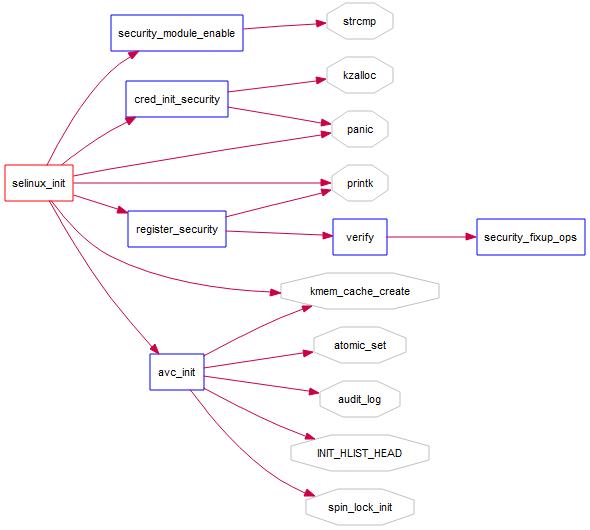 strcmp
security_module_enable
kzalloc
cred_init_security
panic
selinux_init
printk
register_security
verify
security_fixup_ops
kmem_cache_create
atomic_set
avc_init
audit_log
INIT_HLIST_HEAD
spin_lock_init